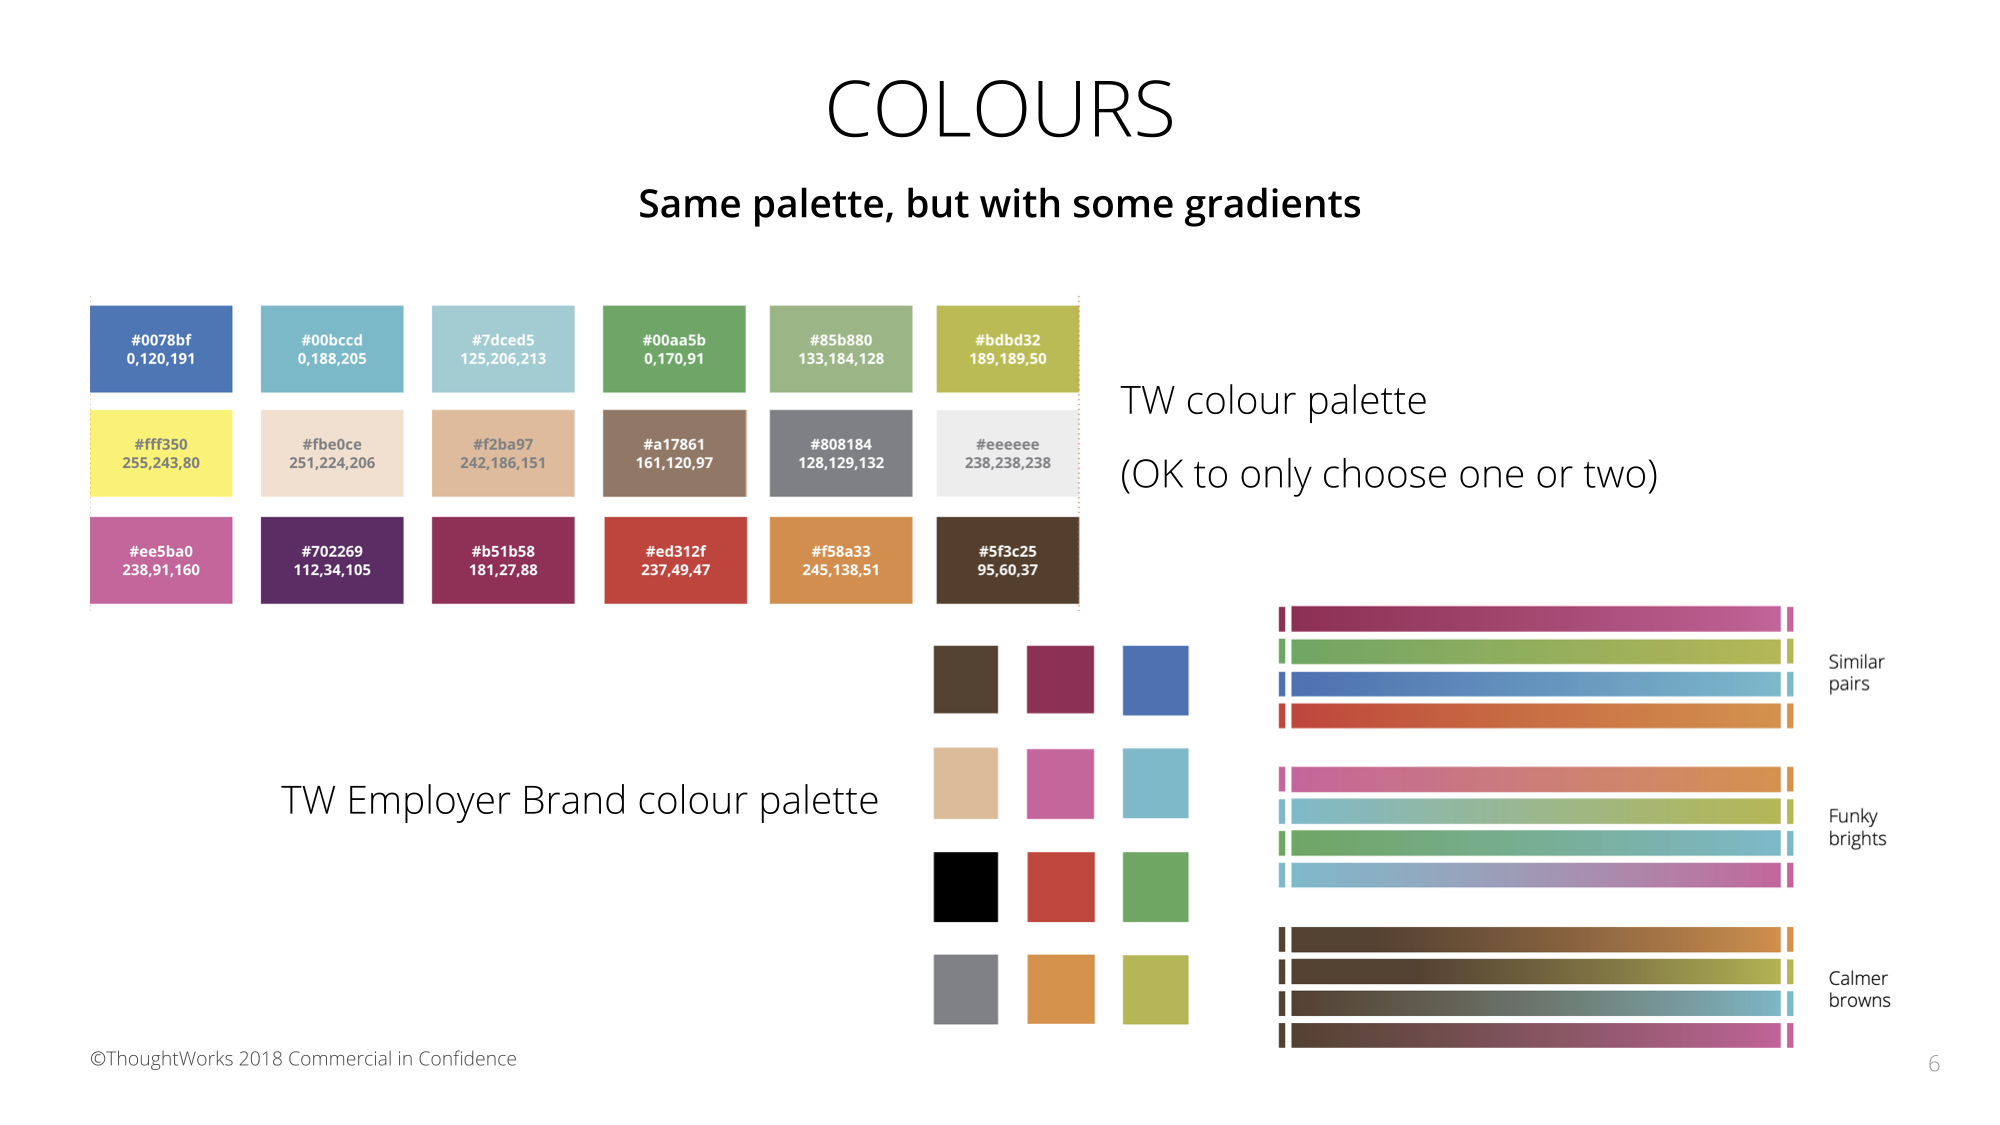 COLOURS
Same palette, but with some gradients
#0078bf
0,120,191
#00bccd
0,188,205
#7dced5
125,206,213
#00aa5b
0,170,91
#85b880
133,184,128
#bdbd32
189,189,50
#fff350
255,243,80
#fbe0ce
251,224,206
#f2ba97
242,186,151
#a17861
161,120,97
#808184
128,129,132
#eeeeee
238,238,238
#ee5ba0
238,91,160
#702269
112,34,105
#b51b58
181,27,88
#ed312f
237,49,47
#f58a33
245,138,51
#5f3c25
95,60,37
TW colour palette
(OK to only choose one or two)
TW Employer Brand colour palette
Similar
pairs
Funky
brights
Calmer
browns
©ThoughtWorks 2018 Commercial in Confidence
6